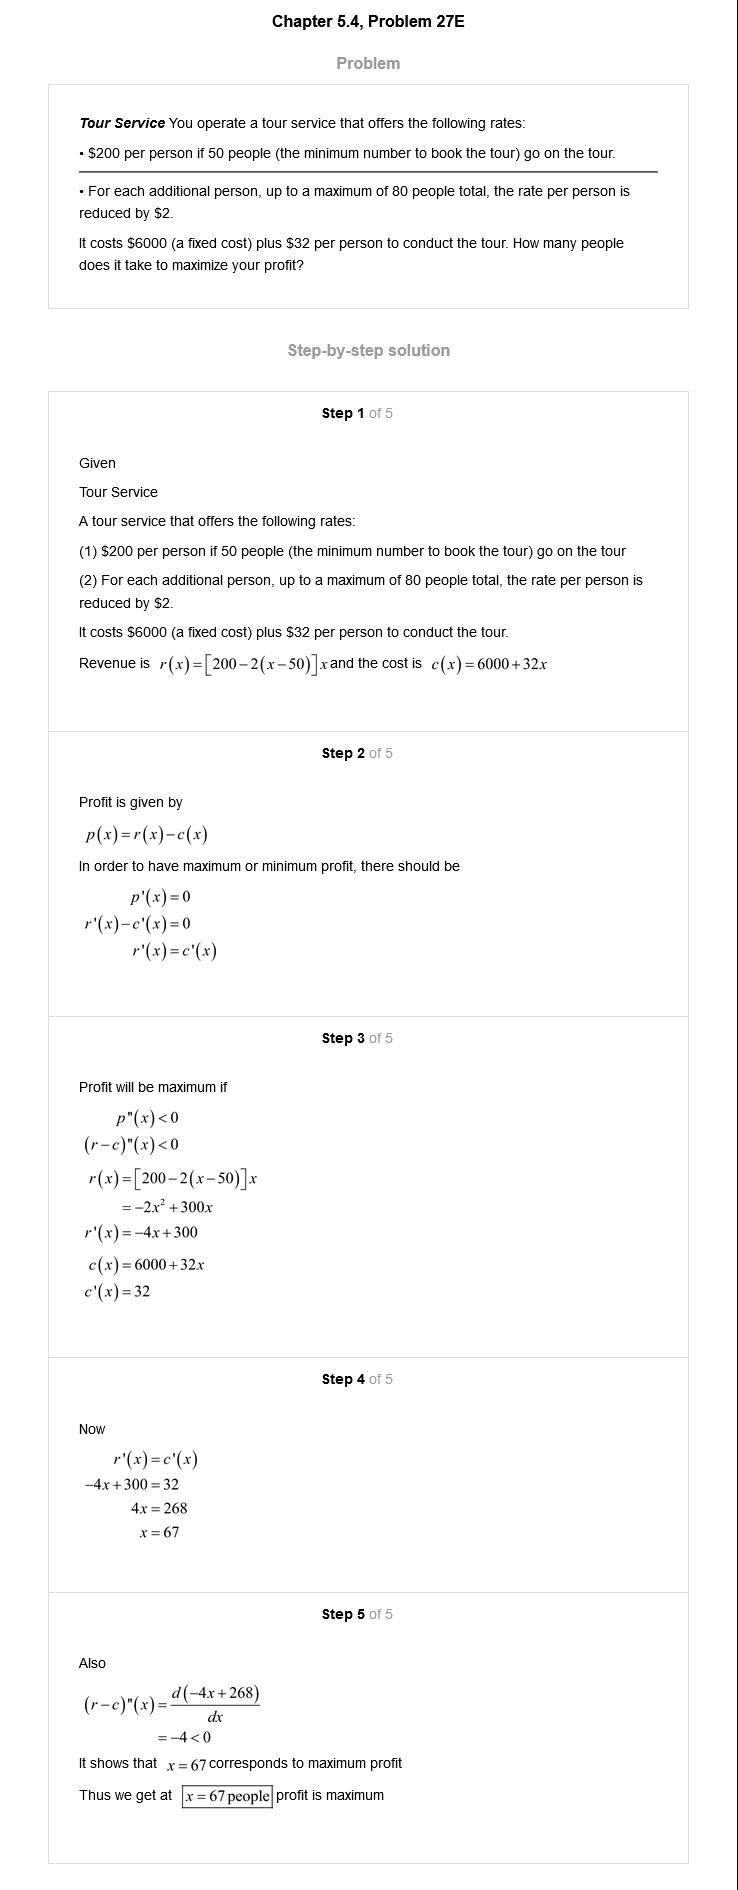 Chapter 5.4, Problem 27E
Problem
Tour Service You operate a tour service that offers the following rates:
• $200 per person if 50 people (the minimum number to book the tour) go on the tour.
• For each additional person, up to a maximum of 80 people total, the rate per person is
reduced by $2.
It costs $6000 (a fixed cost) plus $32 per person to conduct the tour. How many people
does it take to maximize your profit?
Step-by-step solution
Step 1 of 5
Given
Tour Service
A tour service that offers the following rates:
(1) $200 per person if 50 people (the minimum number to book the tour) go on the tour
(2) For each additional person, up to a maximum of 80 people total, the rate per person is
reduced by $2.
It costs $6000 (a fixed cost) plus $32 per person to conduct the tour.
Revenue is r(x)=[200−2(x−50)]x and the cost is c(x)=6000+32x
Step 2 of 5
Profit is given by
p(x)=r(x)−c(x)
In order to have maximum or minimum profit, there should be
p'(x)=0
r'(x)−c'(x)=0
r'(x)=c'(x)
Step 3 of 5
Profit will be maximum if
p"(x)<0
(r−c)"(x)<0
r(x)=[200−2(x−50)]x
=−2x²+300x
r'(x)=−4x+300
c(x)=6000+32x
c'(x)=32
Step 4 of 5
Now
r'(x)=c'(x)
−4x+300=32
4x=268
x=67
Step 5 of 5
Also
(r−c)"(x)=d(−4x+268)/dx
=−4<0
It shows that x=67 corresponds to maximum profit
Thus we get at x=67 people profit is maximum